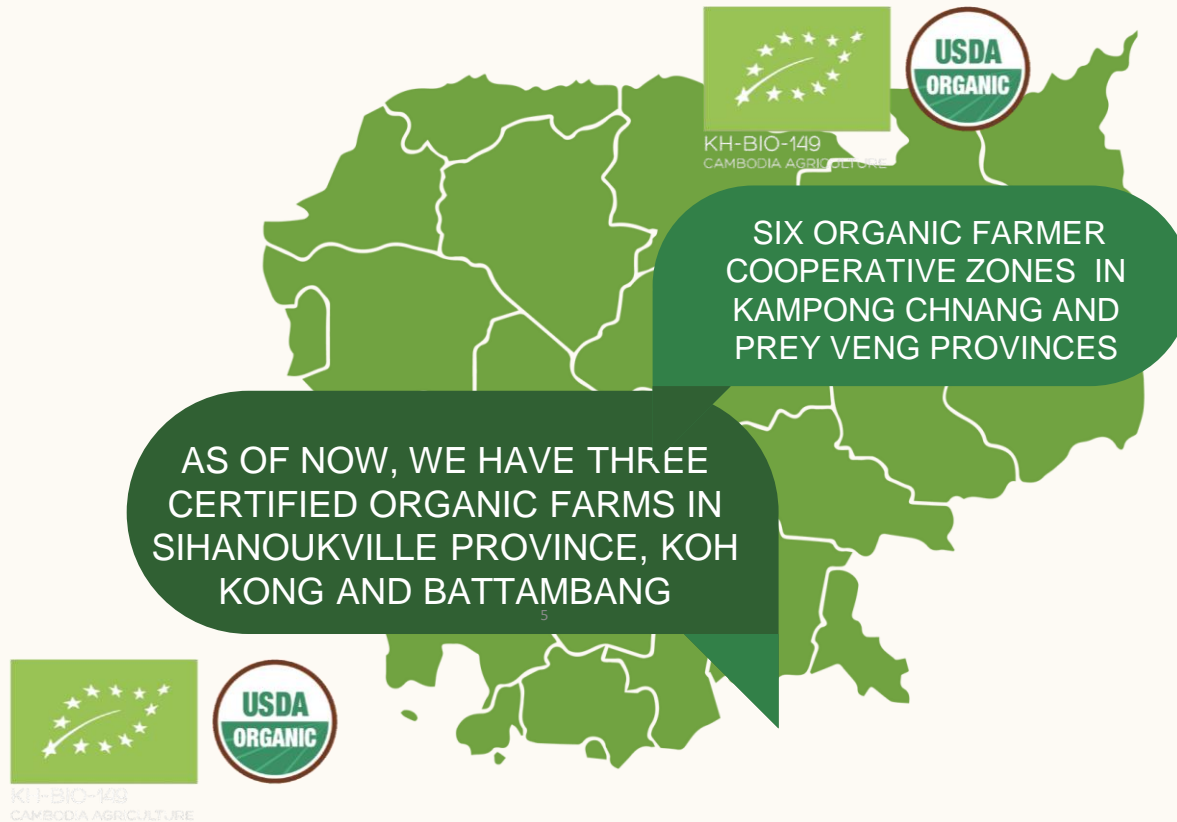 USDA
ORGANIC
KH-BIO-149
CAMBODIA AGRICULTURE
SIX ORGANIC FARMER
COOPERATIVE ZONES IN
KAMPONG CHNANG AND
PREY VENG PROVINCES
AS OF NOW, WE HAVE THREE
CERTIFIED ORGANIC FARMS IN
SIHANOUKVILLE PROVINCE, KOH
KONG AND BATTAMBANG
5
USDA
ORGANIC
KH-BIO-149
CAMBODIA AGRICULTURE